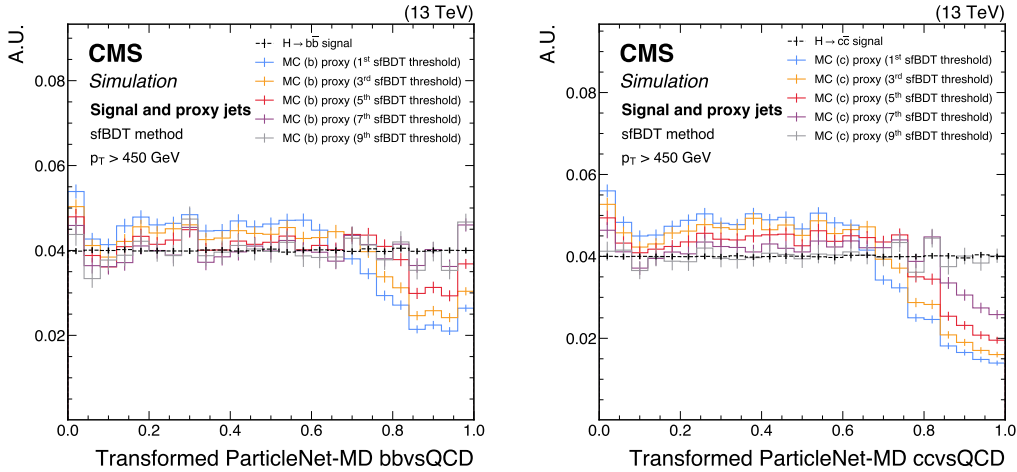 (13 TeV)
A.U.
CMS
Simulation
Signal and proxy jets
sfBDT method
p_T > 450 GeV
H → bb̅ signal
MC (b) proxy (1st sfBDT threshold)
MC (b) proxy (3rd sfBDT threshold)
MC (b) proxy (5th sfBDT threshold)
MC (b) proxy (7th sfBDT threshold)
MC (b) proxy (9th sfBDT threshold)
0.08
0.06
0.04
0.02
0.0 0.2 0.4 0.6 0.8 1.0
Transformed ParticleNet-MD bbvsQCD
(13 TeV)
A.U.
CMS
Simulation
Signal and proxy jets
sfBDT method
p_T > 450 GeV
H → cc̅ signal
MC (c) proxy (1st sfBDT threshold)
MC (c) proxy (3rd sfBDT threshold)
MC (c) proxy (5th sfBDT threshold)
MC (c) proxy (7th sfBDT threshold)
MC (c) proxy (9th sfBDT threshold)
0.08
0.06
0.04
0.02
0.0 0.2 0.4 0.6 0.8 1.0
Transformed ParticleNet-MD ccvsQCD